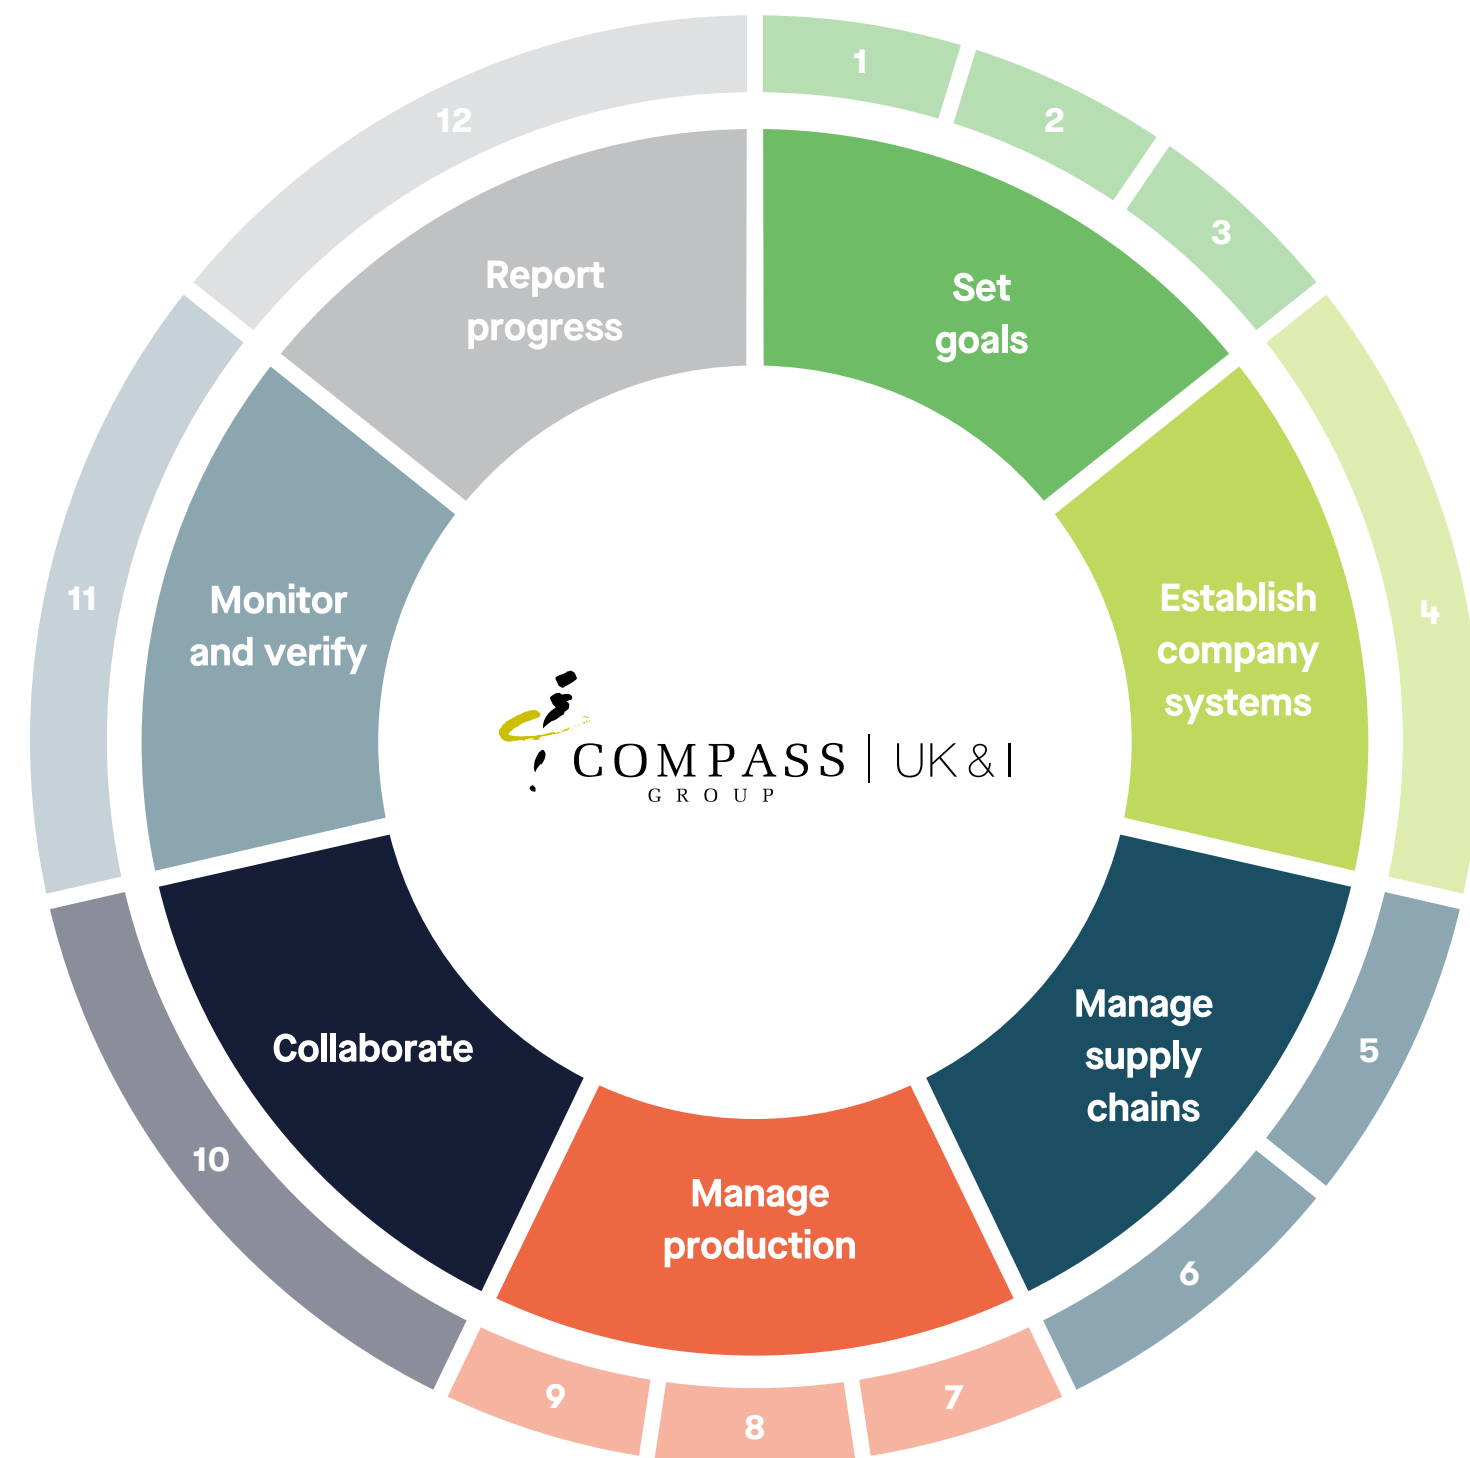 1
2
3
4
5
6
7
8
9
10
11
12
Set
goals
Establish
company
systems
Manage
supply
chains
Manage
production
Collaborate
Monitor
and verify
Report
progress
COMPASS | UK & I
GROUP